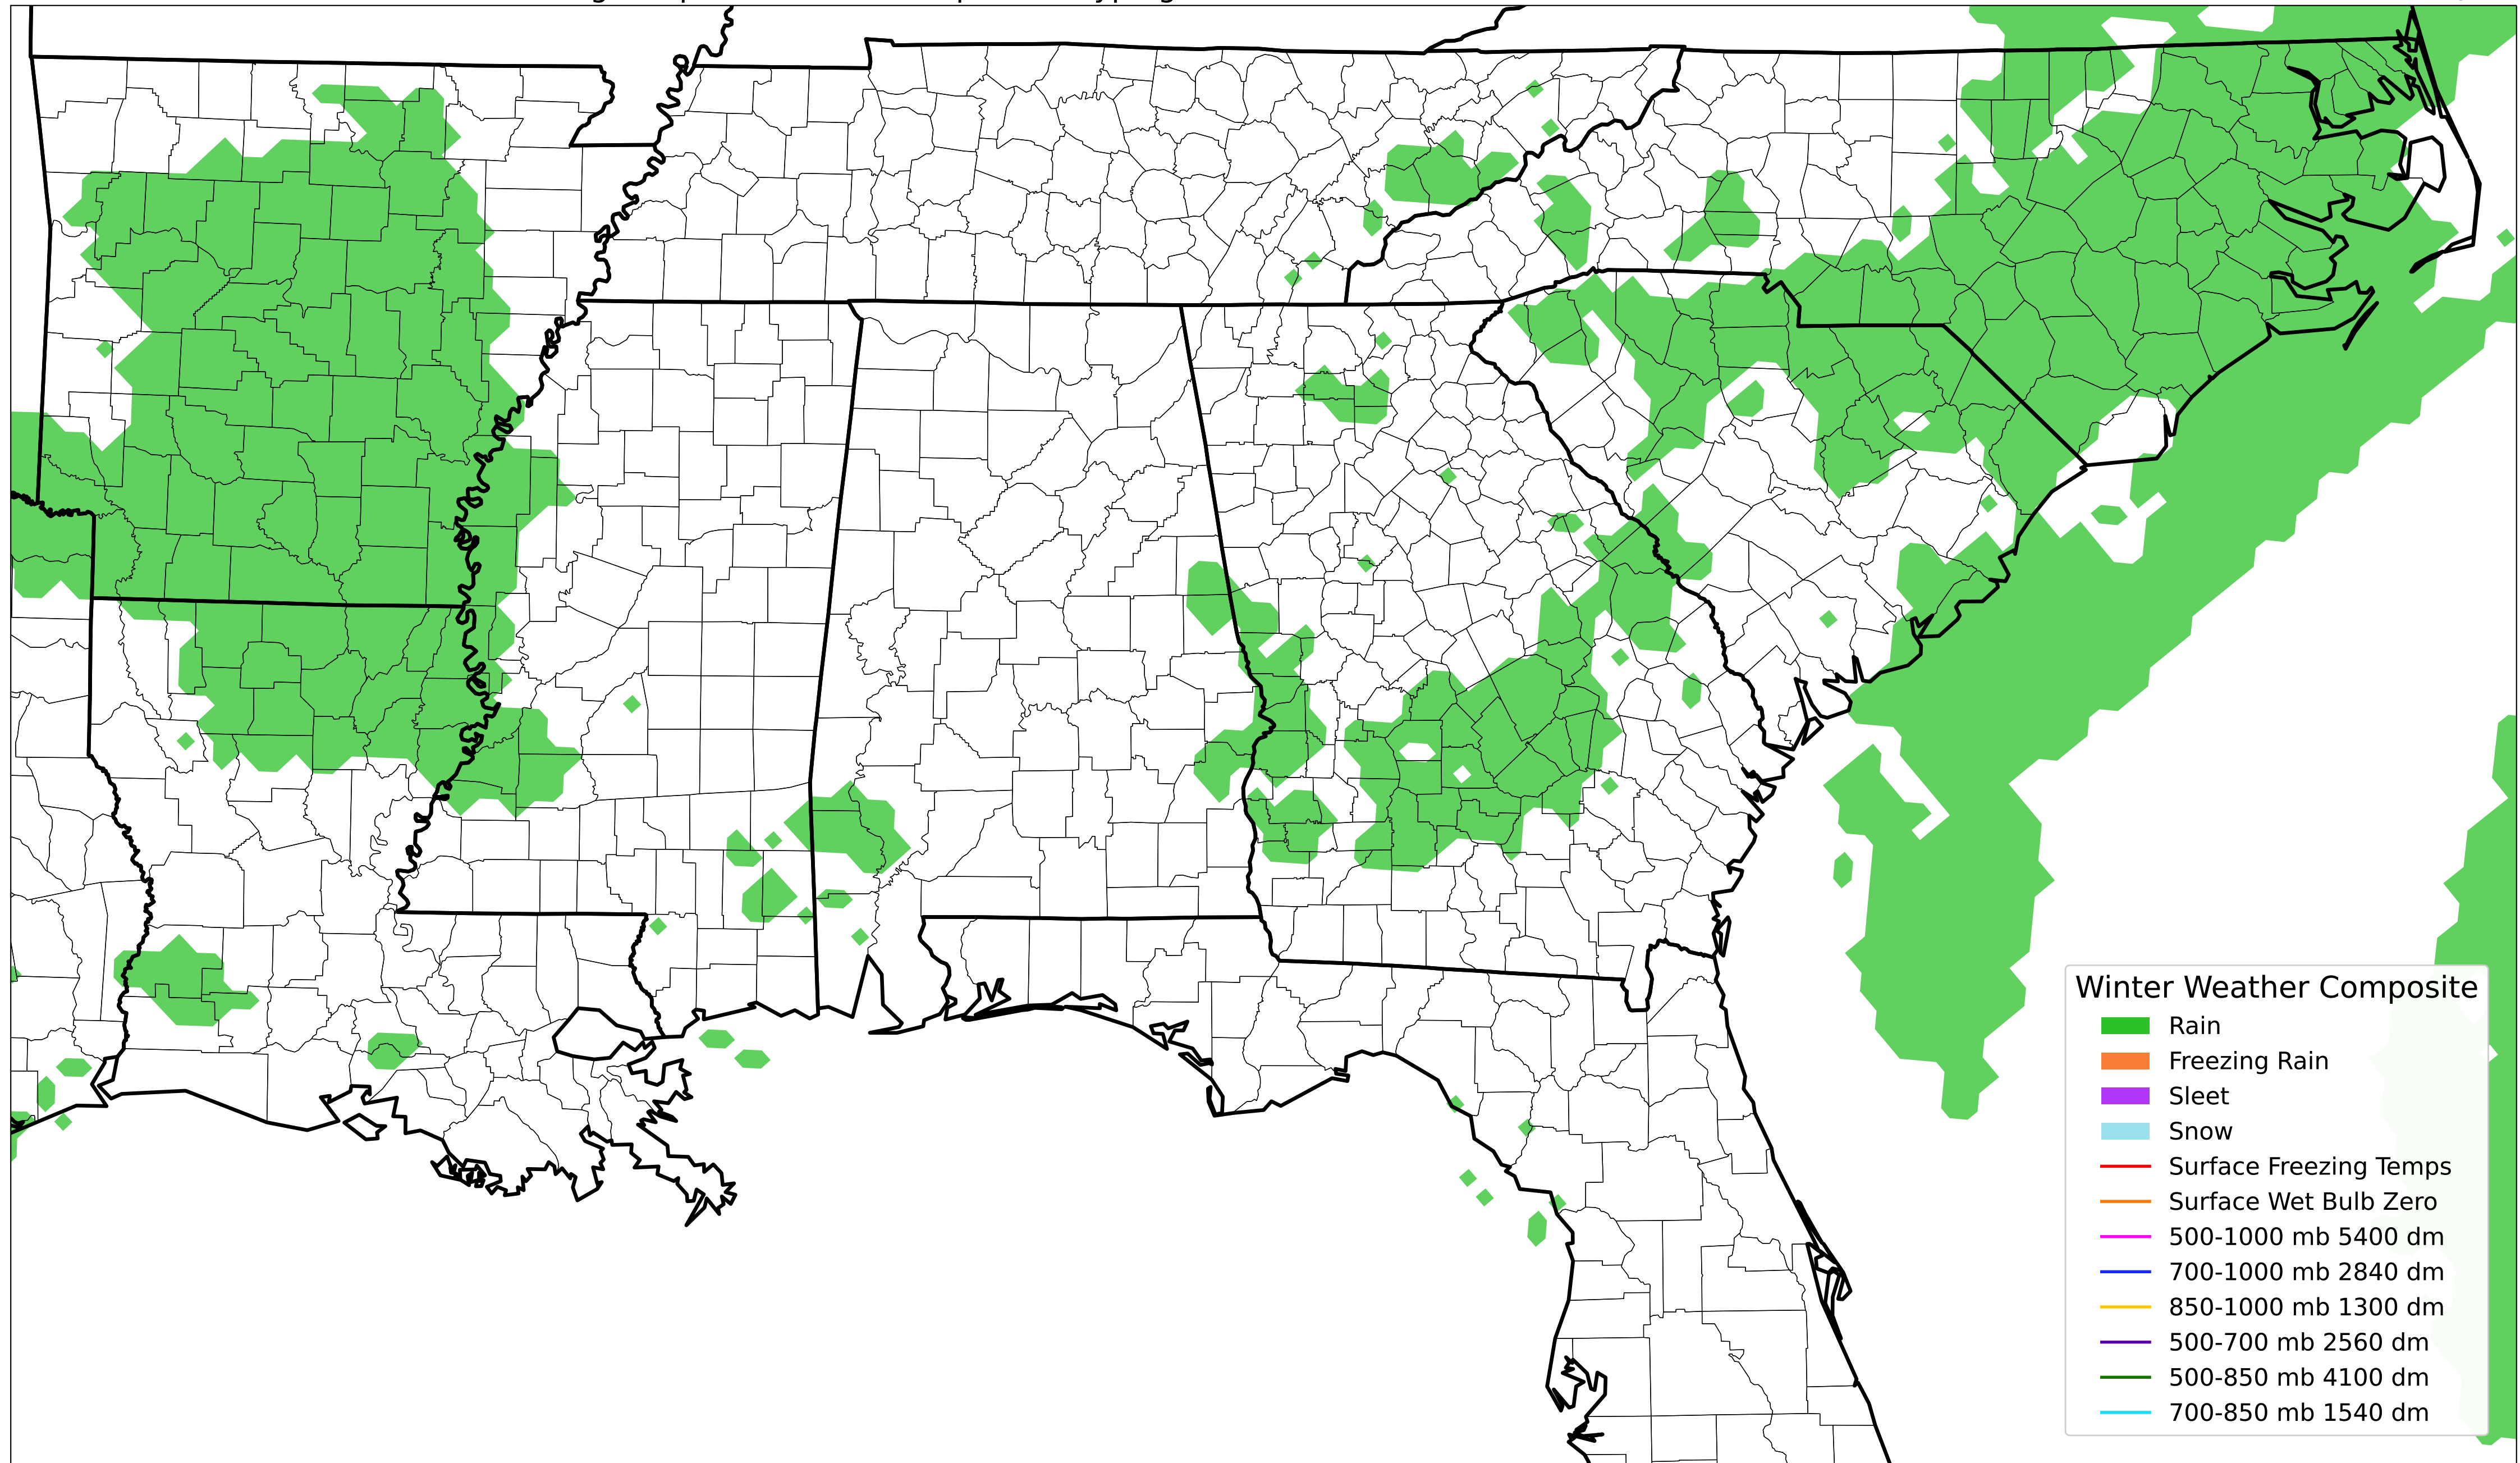 Winter Weather Composite
Rain
Freezing Rain
Sleet
Snow
Surface Freezing Temps
Surface Wet Bulb Zero
500-1000 mb 5400 dm
700-1000 mb 2840 dm
850-1000 mb 1300 dm
500-700 mb 2560 dm
500-850 mb 4100 dm
700-850 mb 1540 dm